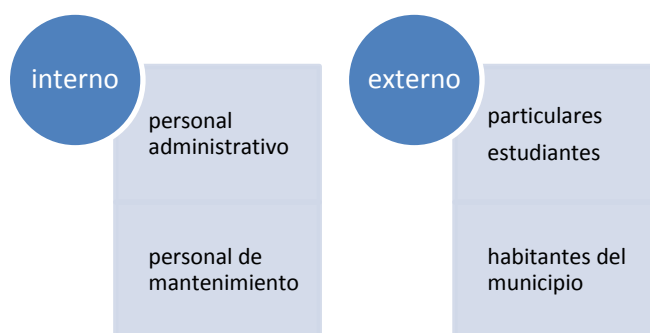 interno
personal
administrativo
personal de
mantenimiento
externo
particulares
estudiantes
habitantes del
municipio